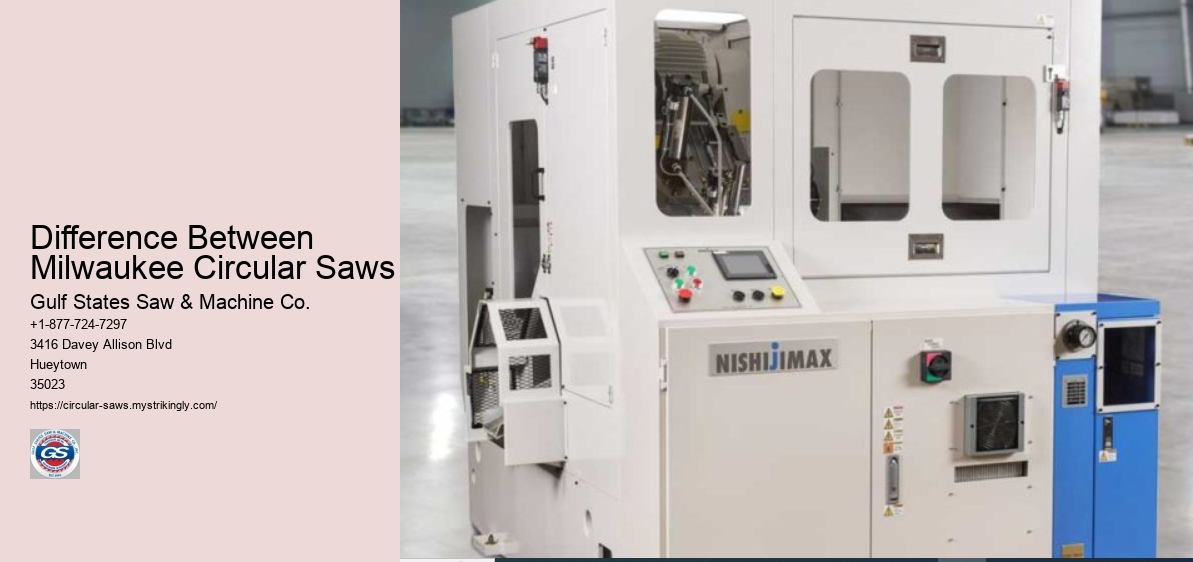 Difference Between
Milwaukee Circular Saws
Gulf States Saw & Machine Co.
+1-877-724-7297
3416 Davey Allison Blvd
Hueytown
35023
https://circular-saws.mystrikingly.com/
GS
NISHIJIMAX